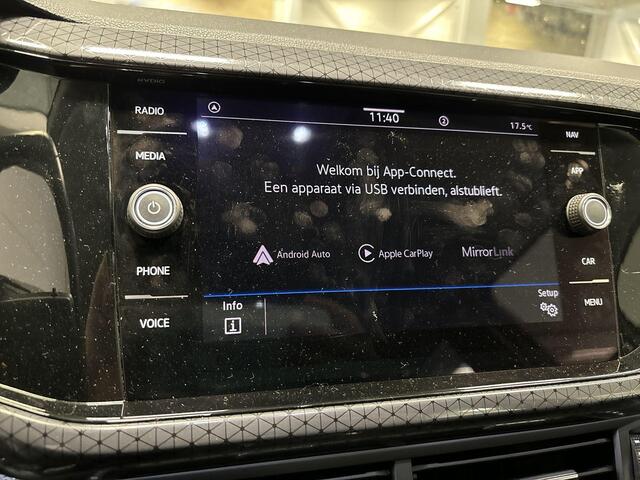 RADIO
MEDIA
PHONE
VOICE
A
11:40
2
17.5°C
Welkom bij App-Connect.
Een apparaat via USB verbinden, alstublieft.
Android Auto
Apple CarPlay
MirrorLink
Info
i
Setup
NAV
APP
CAR
MENU